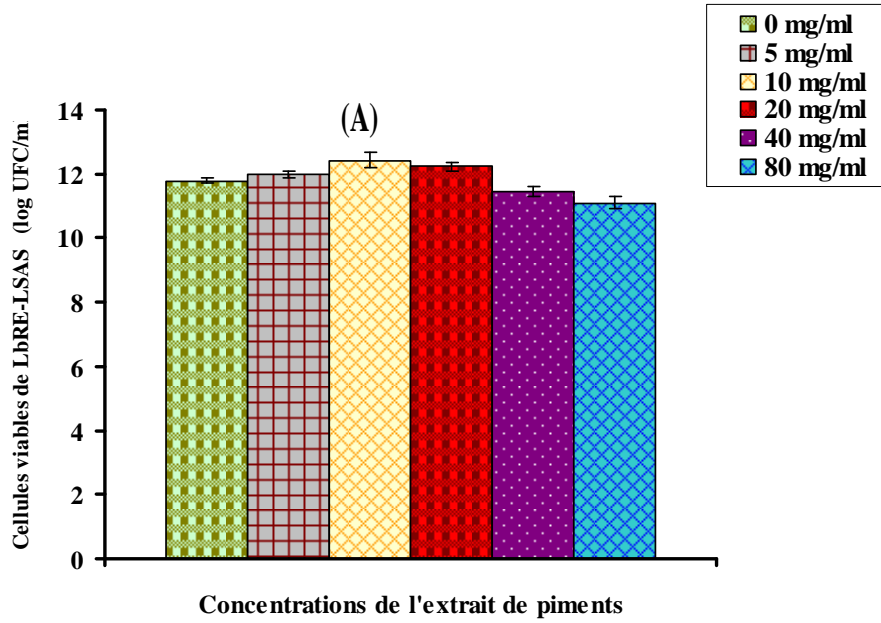 0 mg/ml
5 mg/ml
10 mg/ml
20 mg/ml
40 mg/ml
80 mg/ml
(A)
Cellules viables de LbRE-LSAS (log UFC/m
14
12
10
8
6
4
2
0
Concentrations de l'extrait de piments